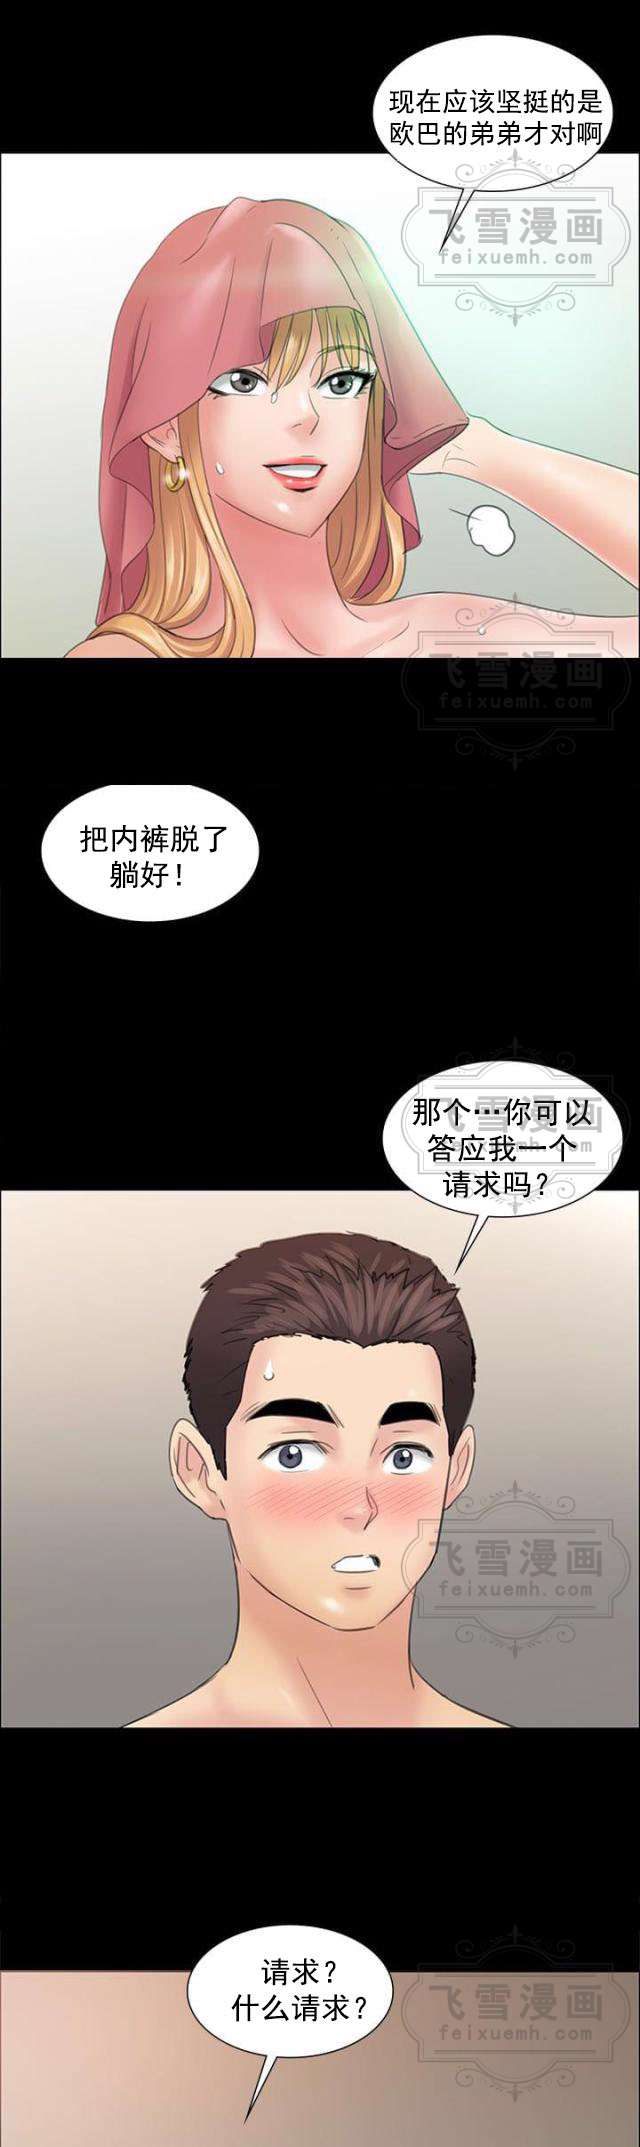 现在应该坚挺的是
欧巴的弟弟才对啊
飞雪漫画
feixuemh.com
飞雪漫画
feixuemh.com
把内裤脱了
躺好！
那个…你可以
答应我一个
请求吗？
飞雪漫画
feixuemh.com
请求？
什么请求？
飞雪漫画
feixuemh.com